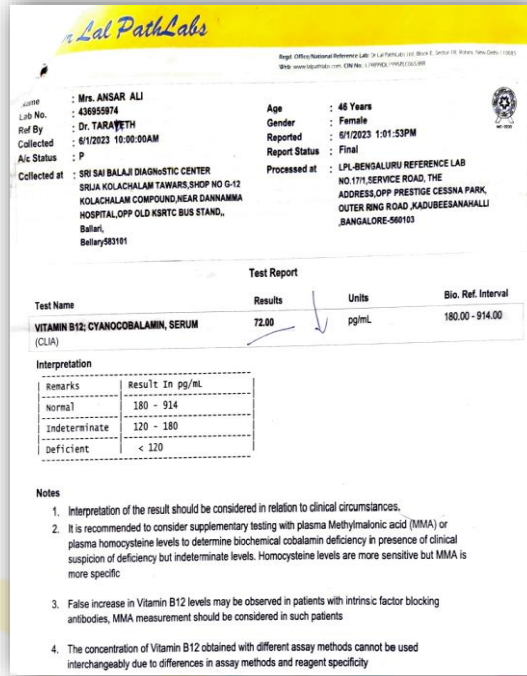 Lal PathLabs
Regd. Office/National Reference Lab: Dr Lal PathLabs Ltd, Block E, Sector-18, Rohini, New Delhi-110085
Web: www.lalpathlabs.com, CIN No.:
: Mrs. ANSAR ALI
Lab No. : 436955974
Ref By : Dr. TARA
Collected : 6/1/2023 10:00:00AM
A/c Status : P
Collected at : SRI SAI BALAJI DIAGNoSTIC CENTER
SRIJA KOLACHALAM TAWARS,SHOP NO G-12
KOLACHALAM COMPOUND,NEAR DANNAMMA
HOSPITAL,OPP OLD KSRTC BUS STAND,,
Ballari,
Bellary583101
Age : 46 Years
Gender : Female
Reported : 6/1/2023 1:01:53PM
Report Status : Final
Processed at : LPL-BENGALURU REFERENCE LAB
NO.17/1,SERVICE ROAD, THE
ADDRESS,OPP PRESTIGE CESSNA PARK,
OUTER RING ROAD ,KADUBEESANAHALLI
,BANGALORE-560103
Test Report
Test Name Results Units Bio. Ref. Interval
VITAMIN B12; CYANOCOBALAMIN, SERUM 72.00 pg/mL 180.00 - 914.00
(CLIA)
Interpretation
Remarks Result In pg/mL
Normal 180 - 914
Indeterminate 120 - 180
Deficient < 120
Notes
1. Interpretation of the result should be considered in relation to clinical circumstances.
2. It is recommended to consider supplementary testing with plasma Methylmalonic acid (MMA) or
plasma homocysteine levels to determine biochemical cobalamin deficiency in presence of clinical
suspicion of deficiency but indeterminate levels. Homocysteine levels are more sensitive but MMA is
more specific
3. False increase in Vitamin B12 levels may be observed in patients with intrinsic factor blocking
antibodies, MMA measurement should be considered in such patients
4. The concentration of Vitamin B12 obtained with different assay methods cannot be used
interchangeably due to differences in assay methods and reagent specificity